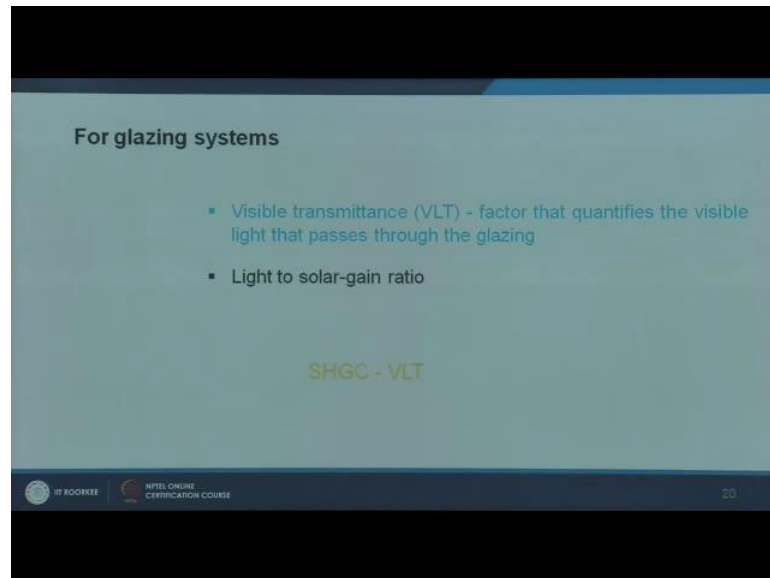 For glazing systems
▪ Visible transmittance (VLT) - factor that quantifies the visible
light that passes through the glazing
▪ Light to solar-gain ratio
SHGC - VLT
IIT ROORKEE
NPTEL ONLINE
CERTIFICATION COURSE
20